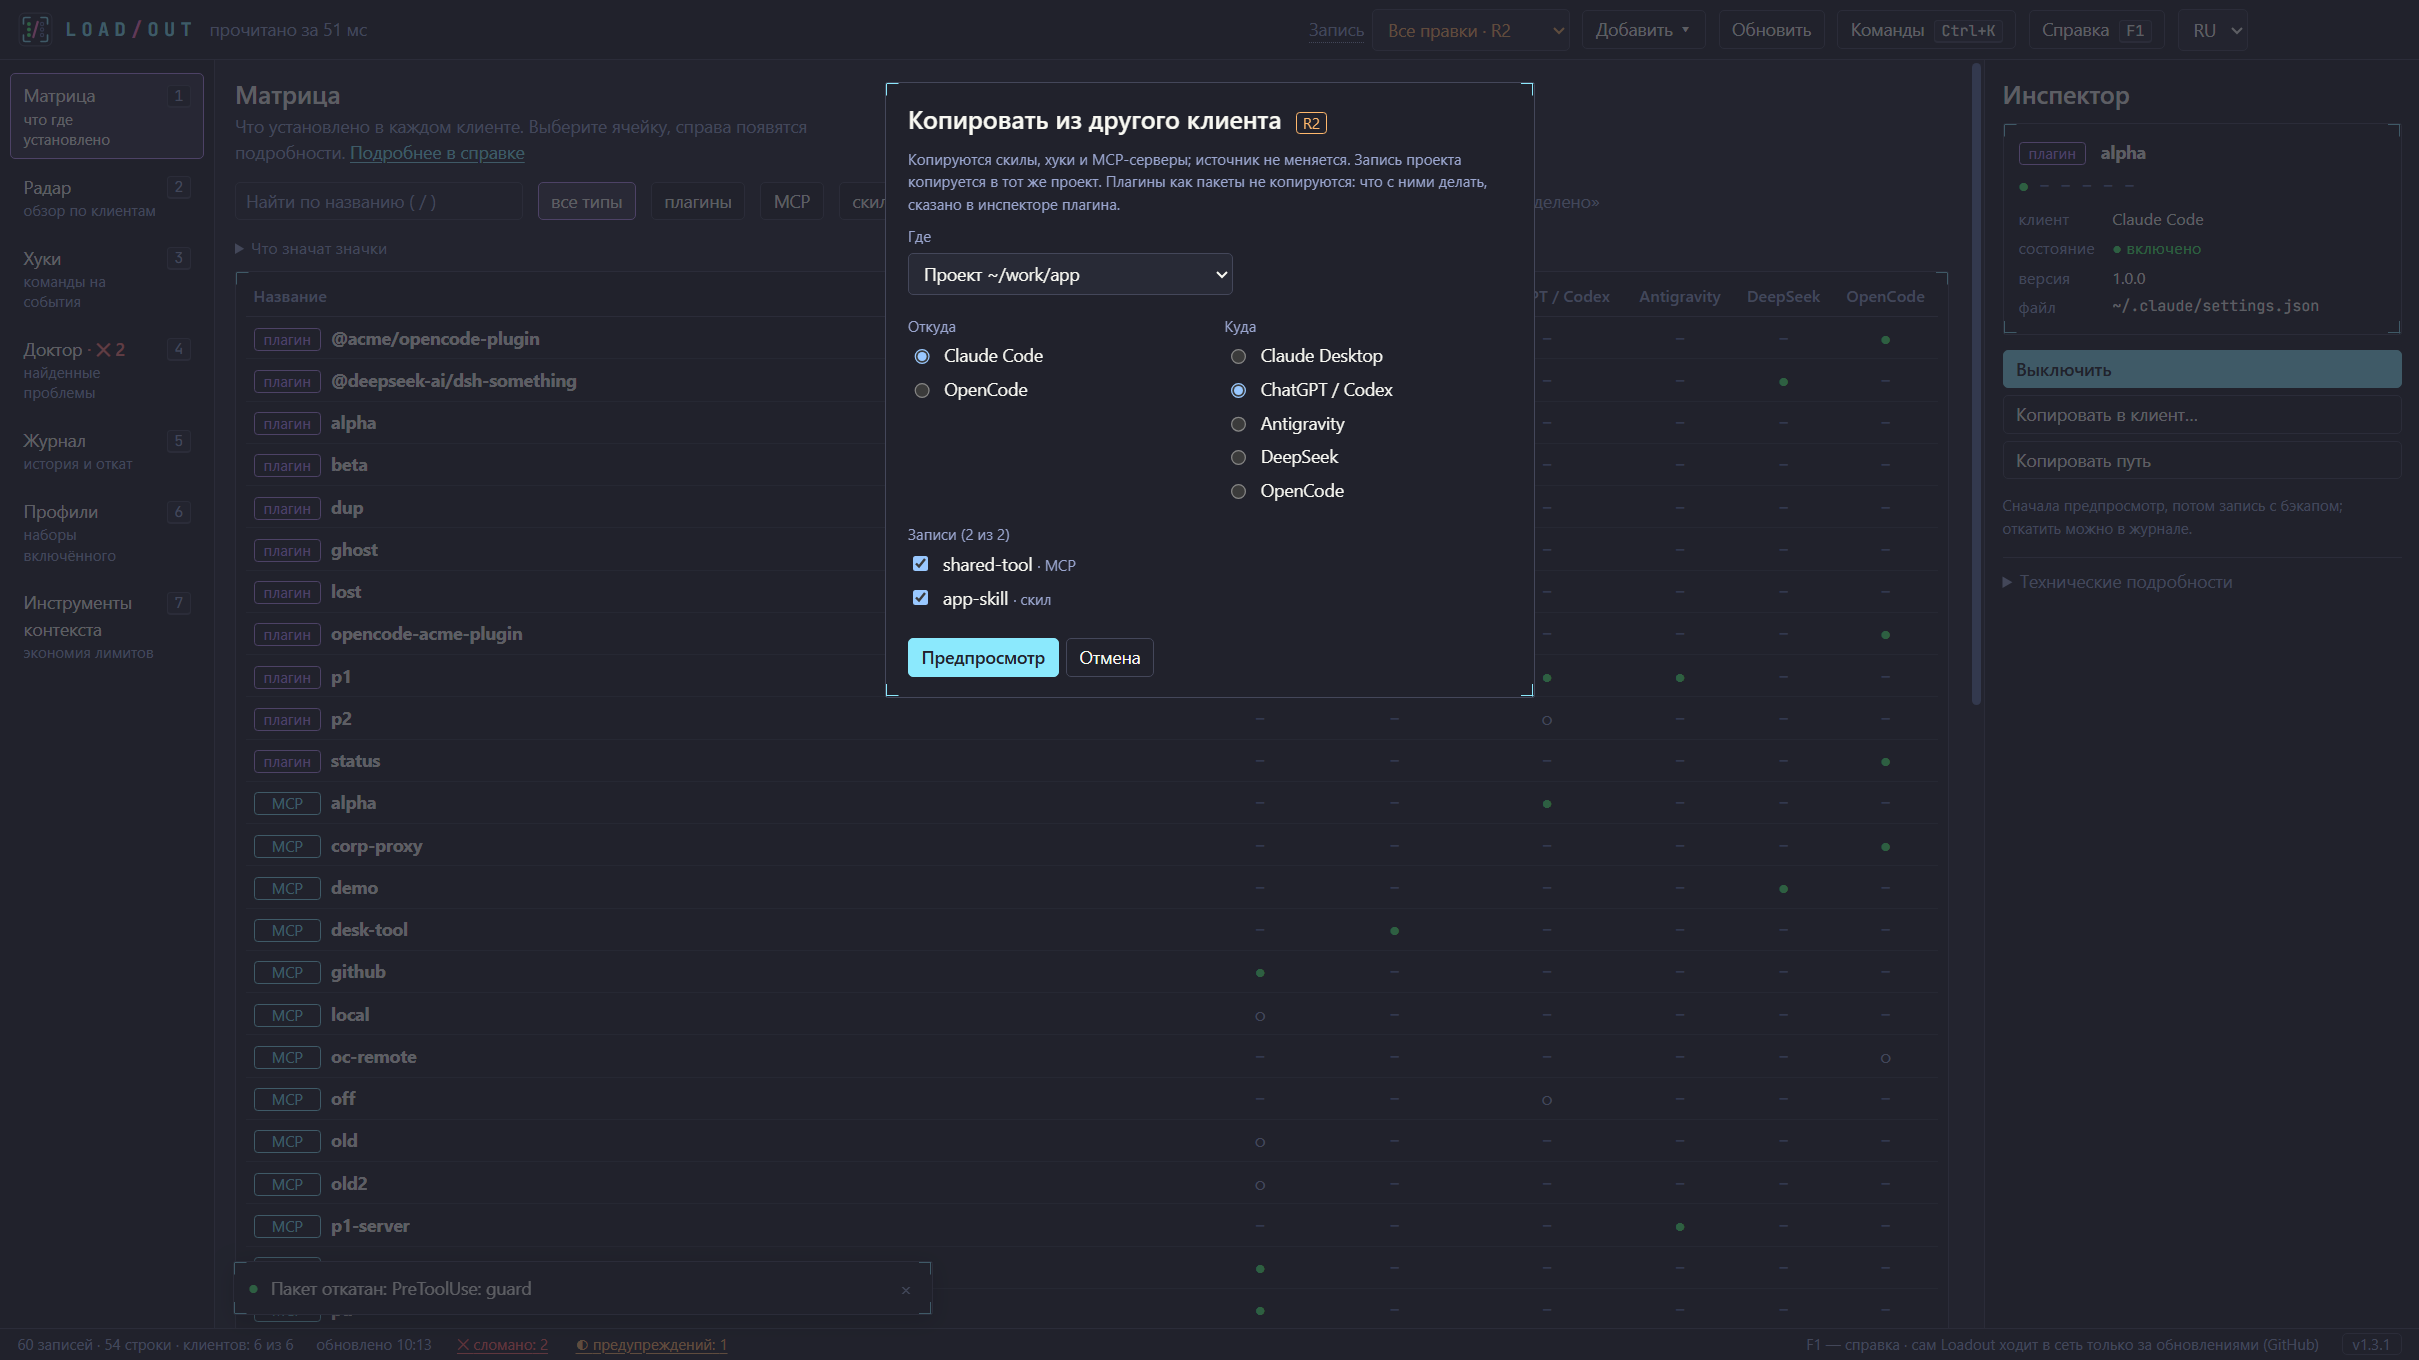 LOAD/OUT прочитано за 51 мс
Запись Все правки · R2 Добавить Обновить Команды Ctrl+K Справка F1 RU
Матрица 1
что где
установлено
Радар 2
обзор по клиентам
Хуки 3
команды на
события
Доктор · 2 4
найденные
проблемы
Журнал 5
история и откат
Профили 6
наборы
включённого
Инструменты 7
контекста
экономия лимитов
Матрица
Что установлено в каждом клиенте. Выберите ячейку, справа появятся
подробности. Подробнее в справке
Найти по названию ( / ) все типы плагины MCP
Что значат значки
Название / Codex Antigravity DeepSeek OpenCode
плагин @acme/opencode-plugin
плагин @deepseek-ai/dsh-something
плагин alpha
плагин beta
плагин dup
плагин ghost
плагин lost
плагин opencode-acme-plugin
плагин p1
плагин p2
плагин status
MCP alpha
MCP corp-proxy
MCP demo
MCP desk-tool
MCP github
MCP local
MCP oc-remote
MCP off
MCP old
MCP old2
MCP p1-server
Копировать из другого клиента R2
Копируются скилы, хуки и MCP-серверы; источник не меняется. Запись проекта
копируется в тот же проект. Плагины как пакеты не копируются: что с ними делать,
сказано в инспекторе плагина.
Где
Проект ~/work/app
Откуда
Claude Code
OpenCode
Куда
Claude Desktop
ChatGPT / Codex
Antigravity
DeepSeek
OpenCode
Записи (2 из 2)
shared-tool · MCP
app-skill · скил
Предпросмотр Отмена
Инспектор
плагин alpha
клиент Claude Code
состояние включено
версия 1.0.0
файл ~/.claude/settings.json
Выключить
Копировать в клиент...
Копировать путь
Сначала предпросмотр, потом запись с бэкапом;
откатить можно в журнале.
Технические подробности
Пакет откатан: PreToolUse: guard ×
60 записей · 54 строки · клиентов: 6 из 6 обновлено 10:13 сломано: 2 предупреждений: 1
F1 — справка · сам Loadout ходит в сеть только за обновлениями (GitHub) v1.3.1